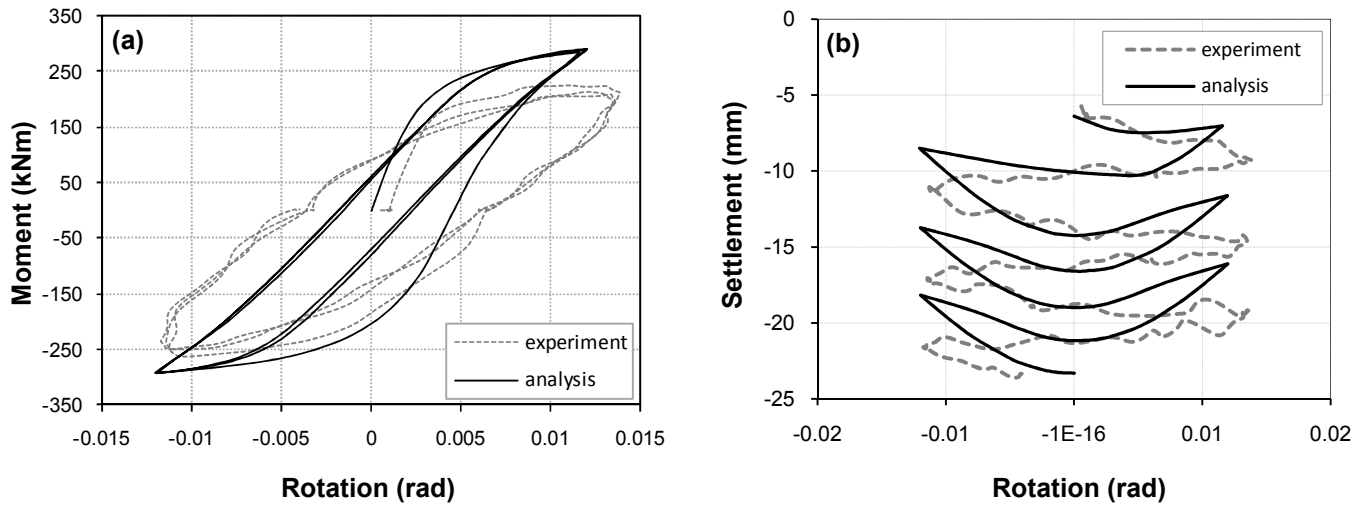 (a)
Moment (kNm)
350
250
150
50
-50
-150
-250
-350
-0.015
-0.01
-0.005
0
0.005
0.01
0.015
Rotation (rad)
experiment
analysis
(b)
Settlement (mm)
0
-5
-10
-15
-20
-25
-0.02
-0.01
-1E-16
0.01
0.02
Rotation (rad)
experiment
analysis